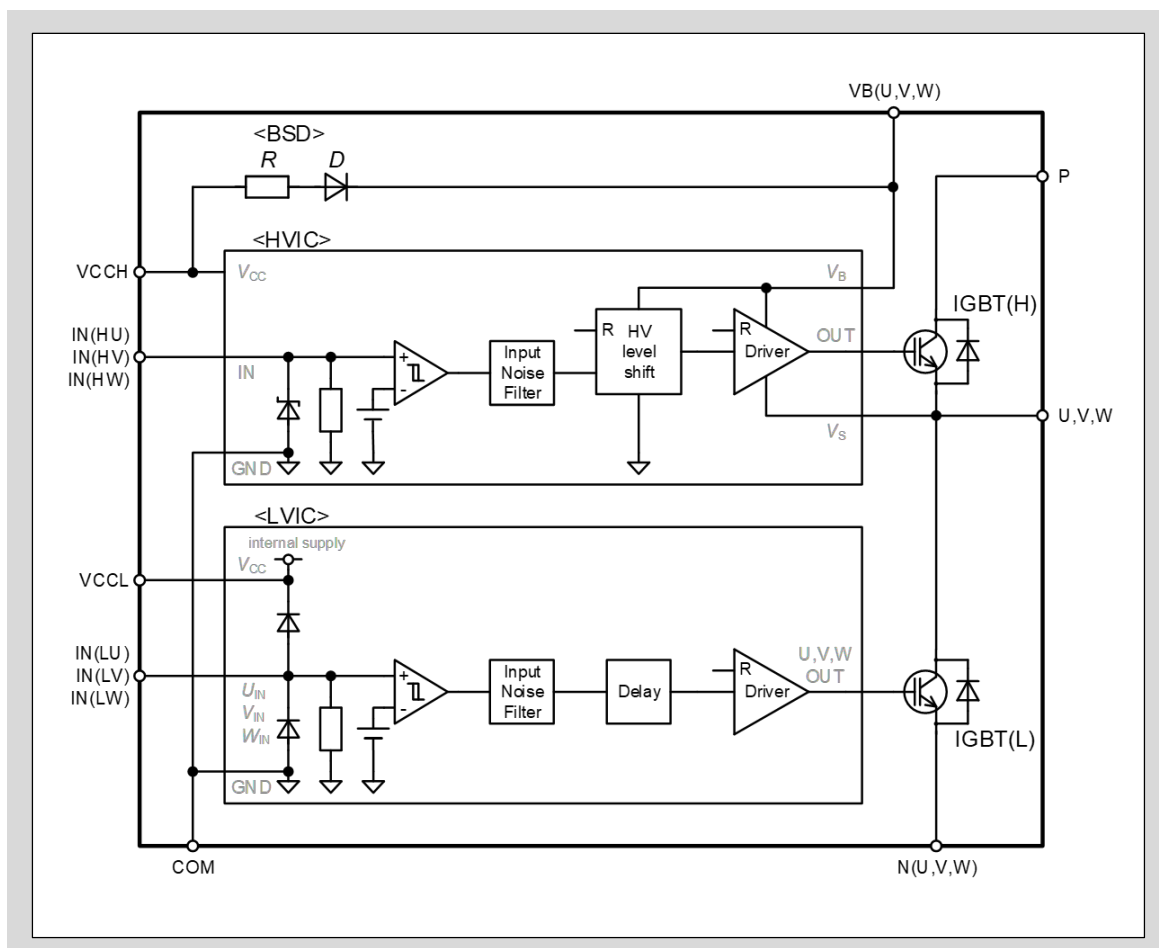 VB(U,V,W)
<BSD>
R D
P
<HVIC>
VCCH
VCC
VB
IGBT(H)
IN(HU)
IN(HV)
IN(HW)
IN
+
-
Input
Noise
Filter
R HV
level
shift
R
Driver
OUT
U,V,W
VS
GND
<LVIC>
internal supply
VCC
VCCL
IN(LU)
IN(LV)
IN(LW)
UIN
VIN
WIN
+
-
Input
Noise
Filter
Delay
R
Driver
U,V,W
OUT
IGBT(L)
GND
COM
N(U,V,W)